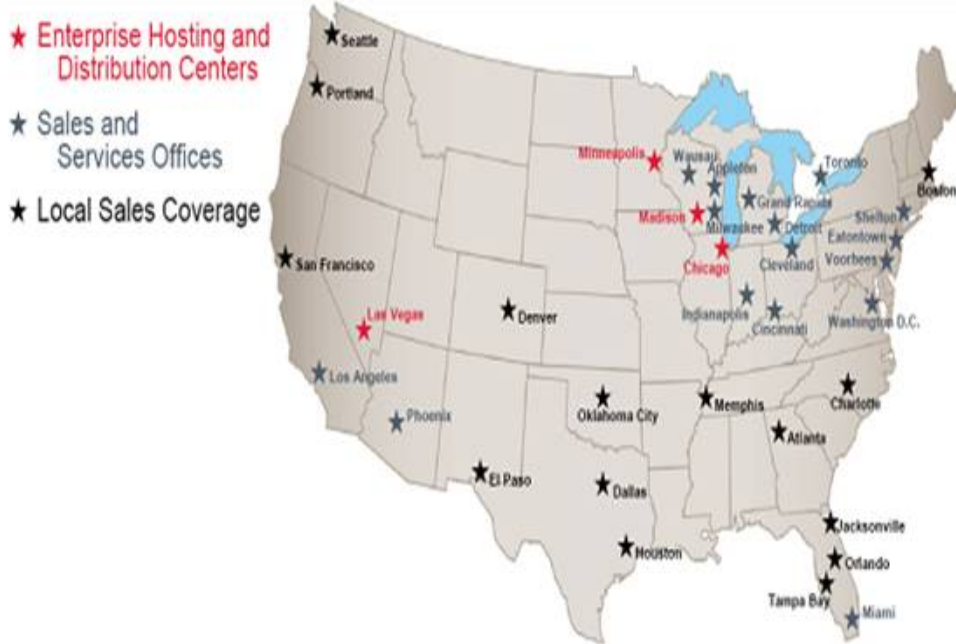 Enterprise Hosting and
Distribution Centers
Sales and
Services Offices
Local Sales Coverage
Seattle
Portland
Minneapolis
Wausau
Appleton
Toronto
Boston
Grand Rapids
Madison
Milwaukee
Detroit
Shelton
Eatontown
Chicago
Cleveland
Voorhees
San Francisco
Las Vegas
Denver
Indianapolis
Cincinnati
Washington D.C.
Los Angeles
Phoenix
Oklahoma City
Memphis
Charlotte
Atlanta
El Paso
Dallas
Houston
Jacksonville
Orlando
Tampa Bay
Miami